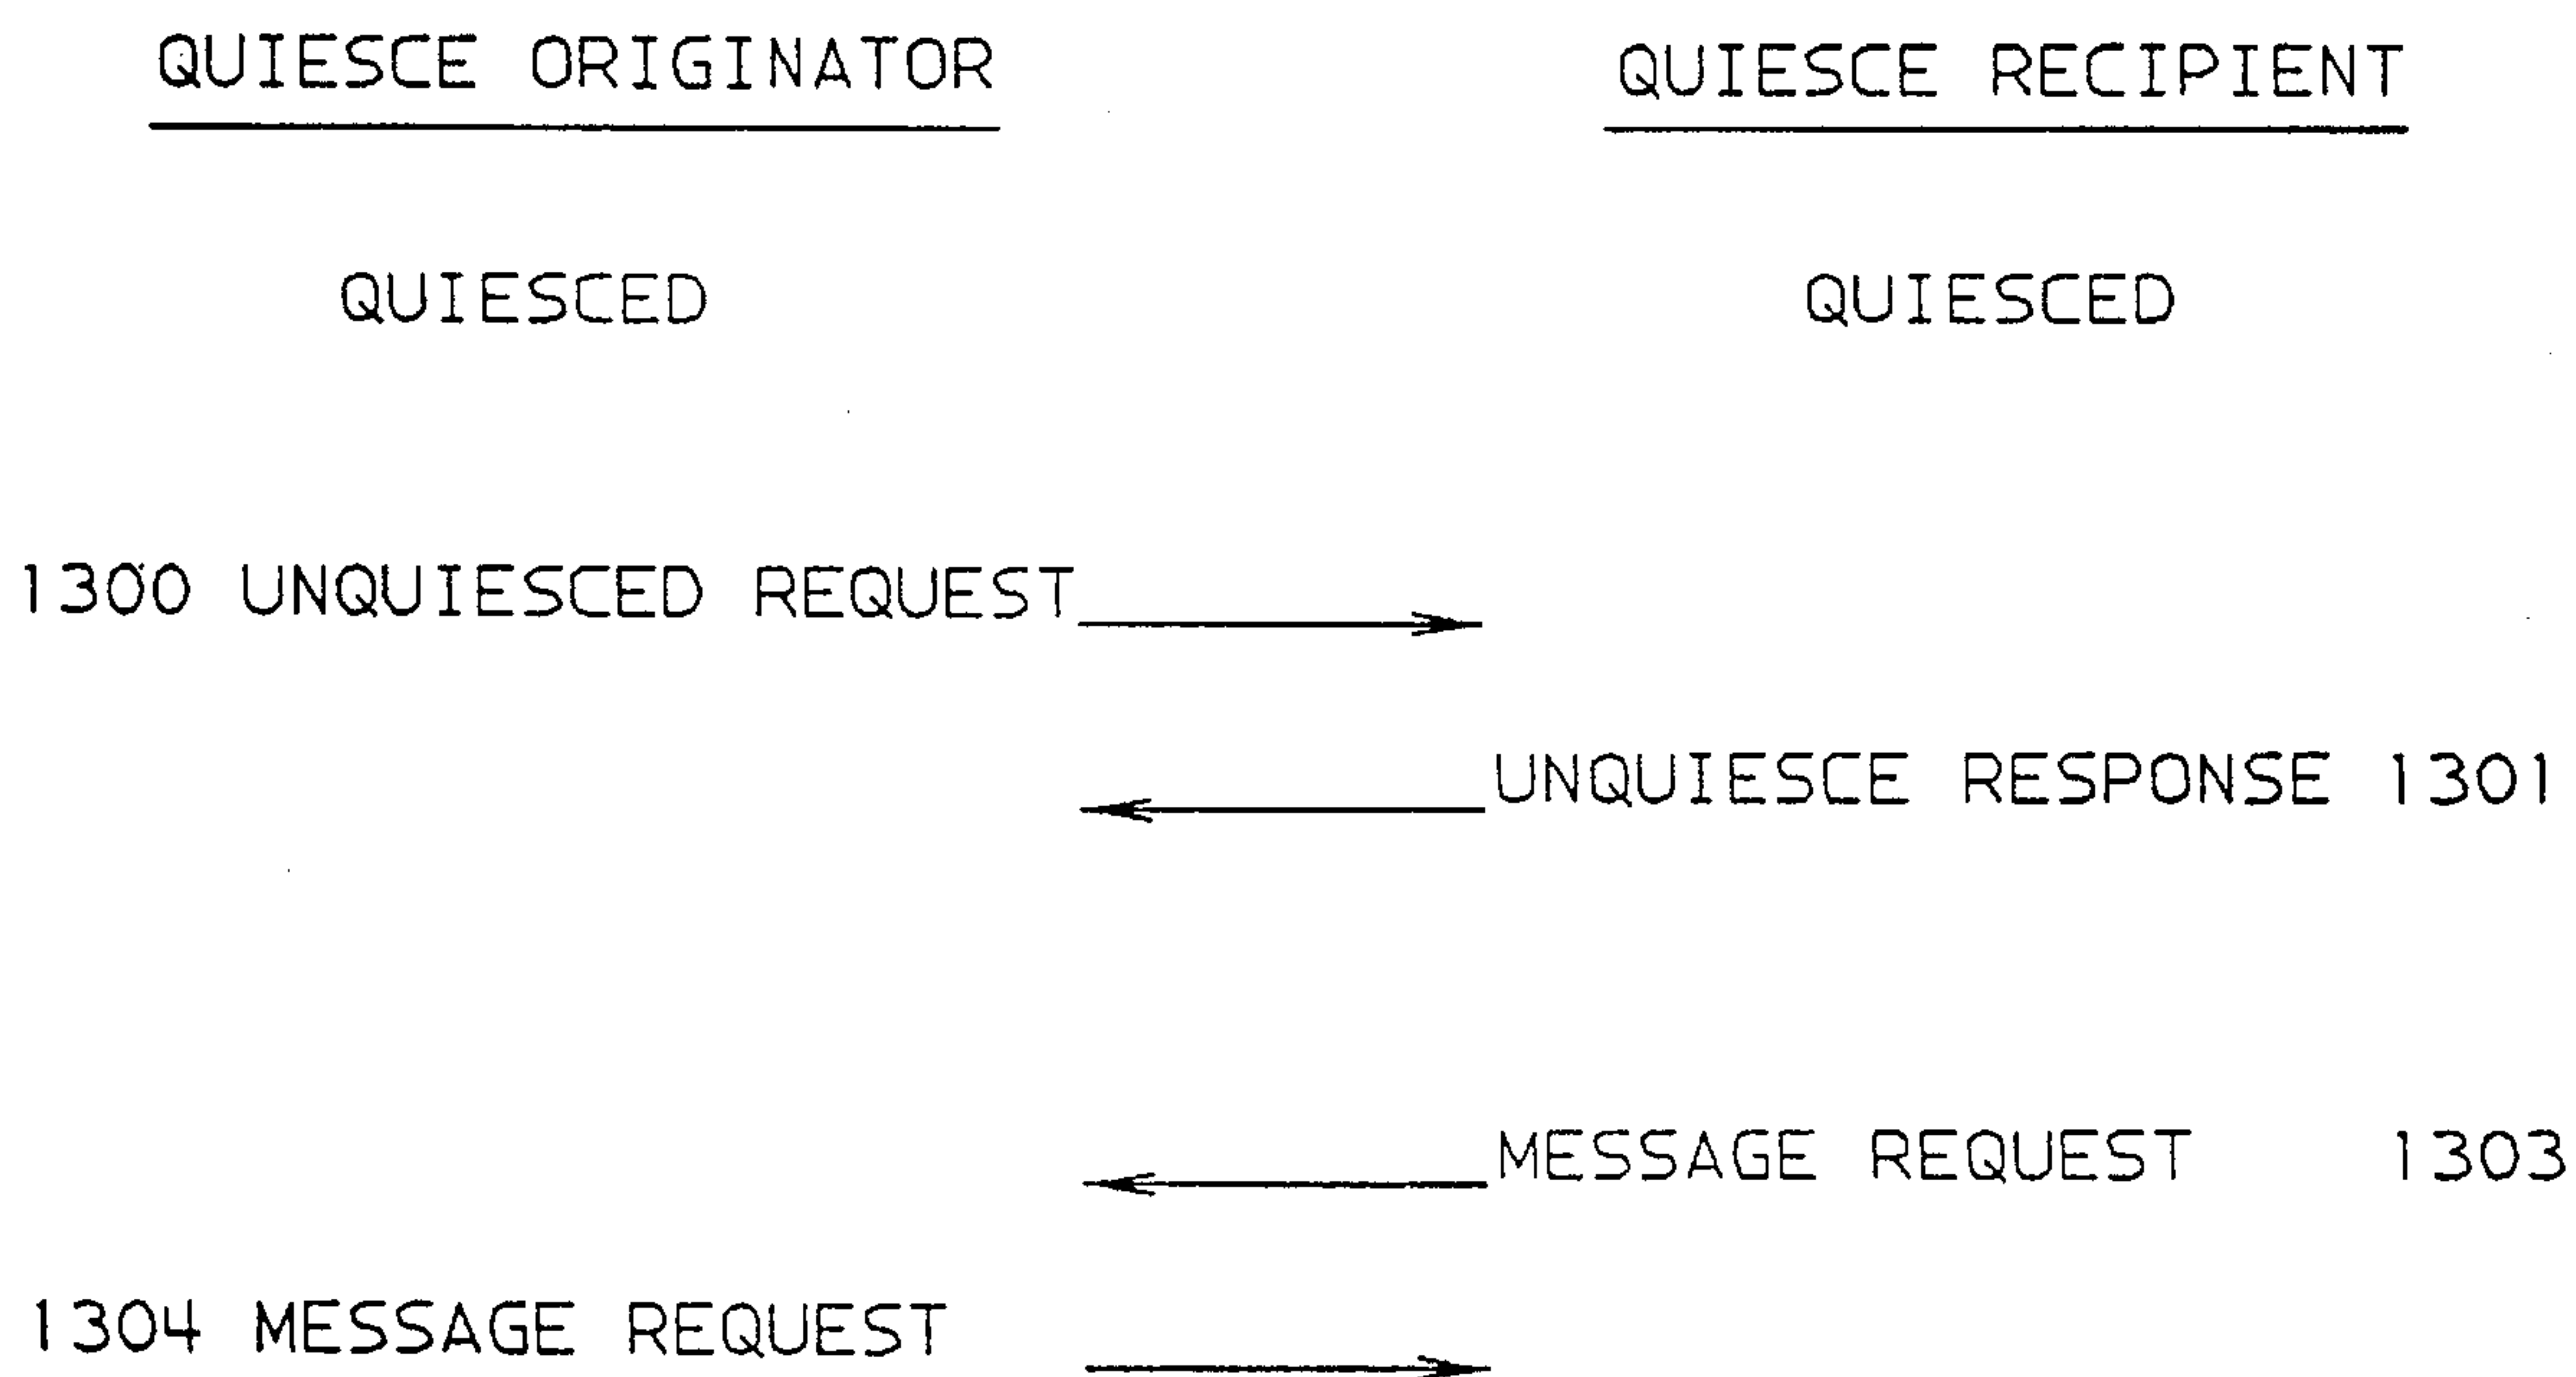 QUIESCE ORIGINATOR QUIESCE RECIPIENT
QUIESCED QUIESCED
1300 UNQUIESCED REQUEST
UNQUIESCE RESPONSE 1301
MESSAGE REQUEST 1303
1304 MESSAGE REQUEST